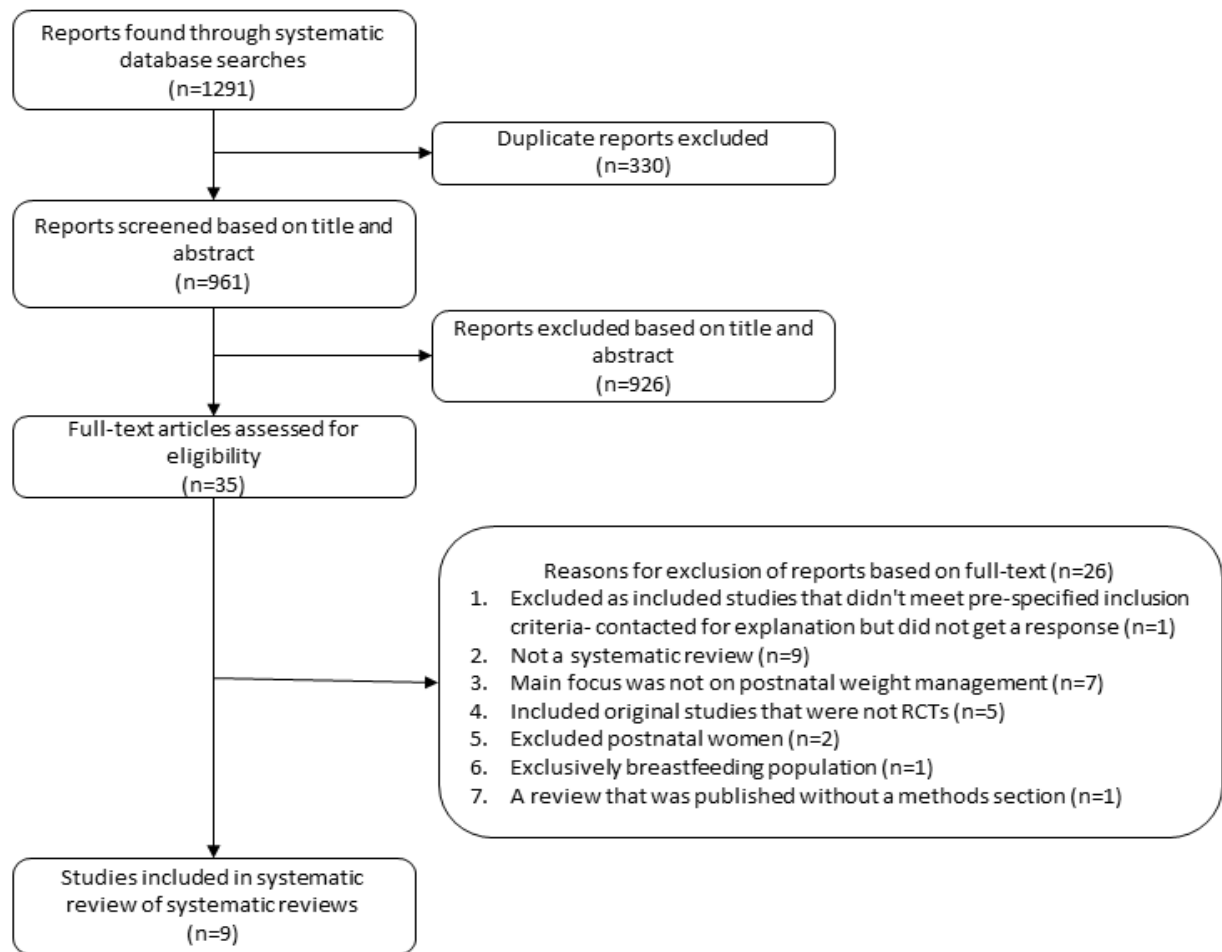 Reports found through systematic
database searches
(n=1291)
Duplicate reports excluded
(n=330)
Reports screened based on title and
abstract
(n=961)
Reports excluded based on title and
abstract
(n=926)
Full-text articles assessed for
eligibility
(n=35)
Reasons for exclusion of reports based on full-text (n=26)
1. Excluded as included studies that didn't meet pre-specified inclusion
criteria- contacted for explanation but did not get a response (n=1)
2. Not a systematic review (n=9)
3. Main focus was not on postnatal weight management (n=7)
4. Included original studies that were not RCTs (n=5)
5. Excluded postnatal women (n=2)
6. Exclusively breastfeeding population (n=1)
7. A review that was published without a methods section (n=1)
Studies included in systematic
review of systematic reviews
(n=9)